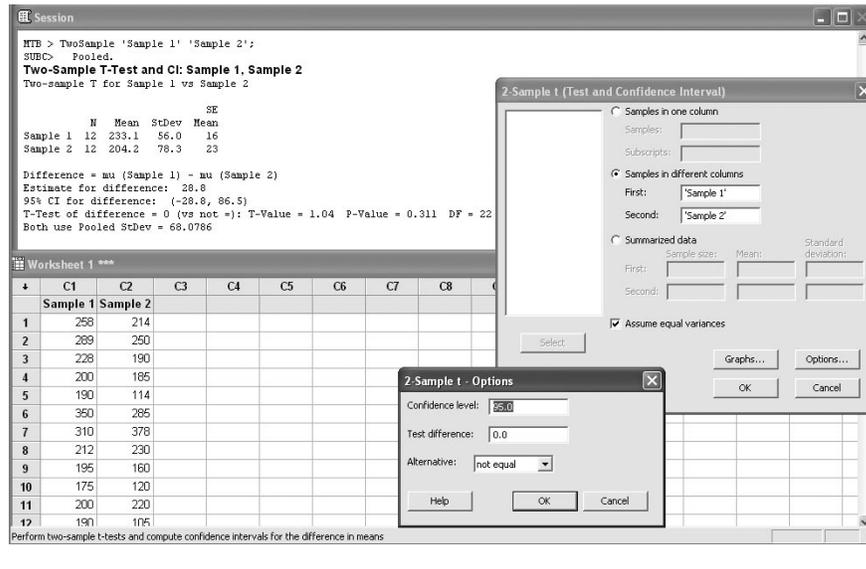 Session
MTB > TwoSample 'Sample 1' 'Sample 2';
SUBC> Pooled.
Two-Sample T-Test and CI: Sample 1, Sample 2
Two-sample T for Sample 1 vs Sample 2
SE
N Mean StDev Mean
Sample 1 12 233.1 56.0 16
Sample 2 12 204.2 78.3 23
Difference = mu (Sample 1) - mu (Sample 2)
Estimate for difference: 28.8
95% CI for difference: (-28.8, 86.5)
T-Test of difference = 0 (vs not =): T-Value = 1.04 P-Value = 0.311 DF = 22
Both use Pooled StDev = 68.0786
2-Sample t (Test and Confidence Interval)
Samples in one column
Samples:
Subscripts:
Samples in different columns
First: 'Sample 1'
Second: 'Sample 2'
Summarized data
Sample size: Mean: Standard deviation:
First:
Second:
Assume equal variances
Select
Graphs... Options...
OK Cancel
Worksheet 1 ***
C1 C2 C3 C4 C5 C6 C7 C8
Sample 1 Sample 2
1 258 214
2 289 250
3 228 190
4 200 185
5 190 114
6 350 285
7 310 378
8 212 230
9 195 160
10 175 120
11 200 220
12 190 105
2-Sample t - Options
Confidence level: 95.0
Test difference: 0.0
Alternative: not equal
Help OK Cancel
Perform two-sample t-tests and compute confidence intervals for the difference in means